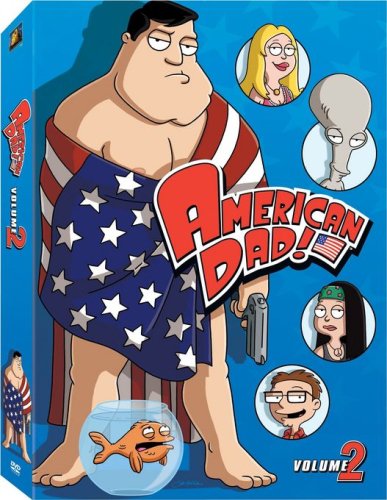 AMERICAN
DAD!
VOLUME 2
AMERICAN
DAD!
VOLUME
2
DVD